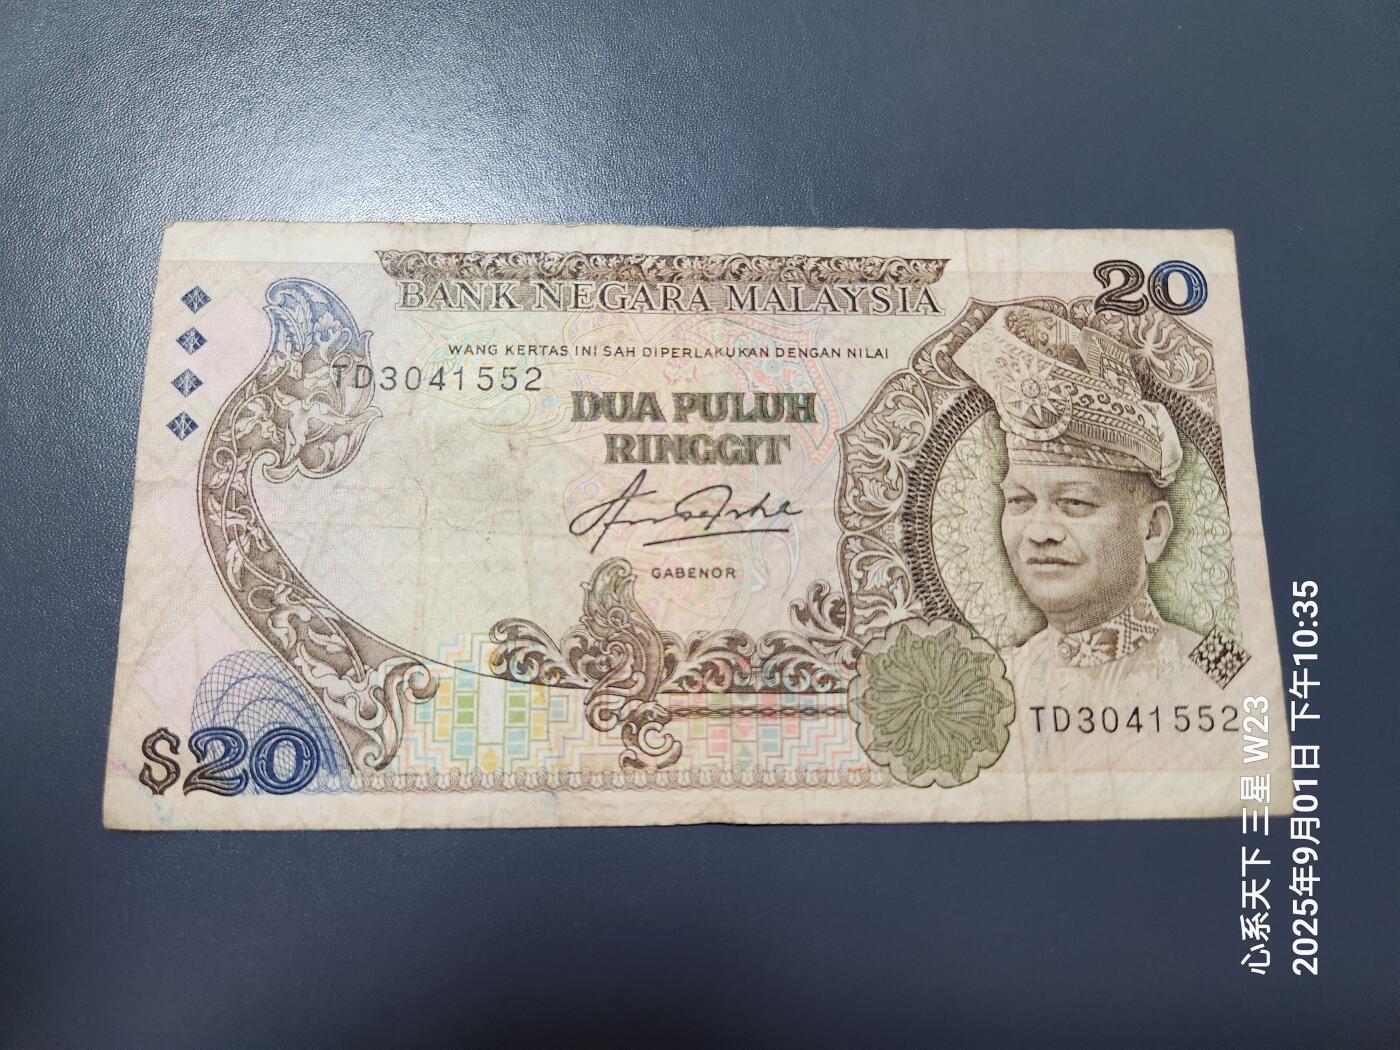 BANK NEGARA MALAYSIA
20
WANG KERTAS INI SAH DIPERLAKUKAN DENGAN NILAI
TD3041552
DUA PULUH
RINGGIT
GABENOR
TD3041552
$20
心系天下 三星 W23
2025年9月01日 下午10:35